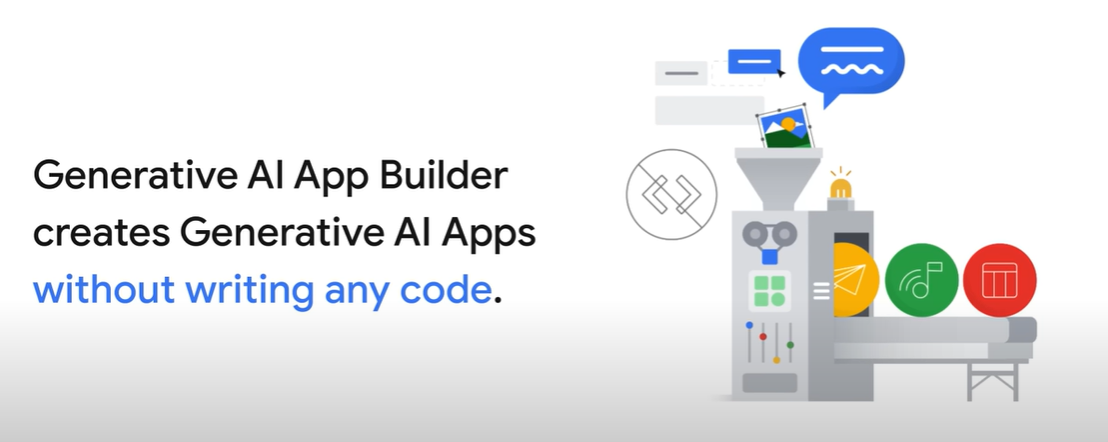 Generative AI App Builder
creates Generative AI Apps
without writing any code.